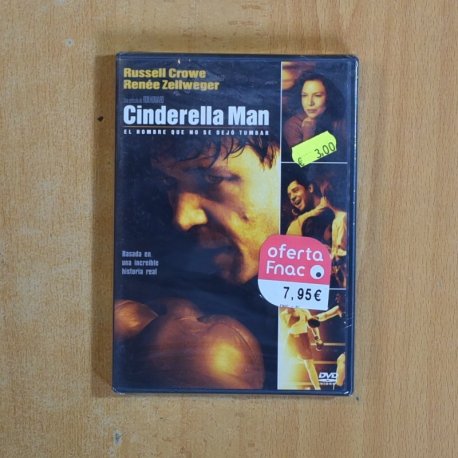 Russell Crowe
Renée Zellweger
Cinderella Man
EL HOMBRE QUE NO SE DEJÓ TUMBAR
€ 3,00
Basada en
una increíble
historia real
oferta
Fnac
7,95€
DVD